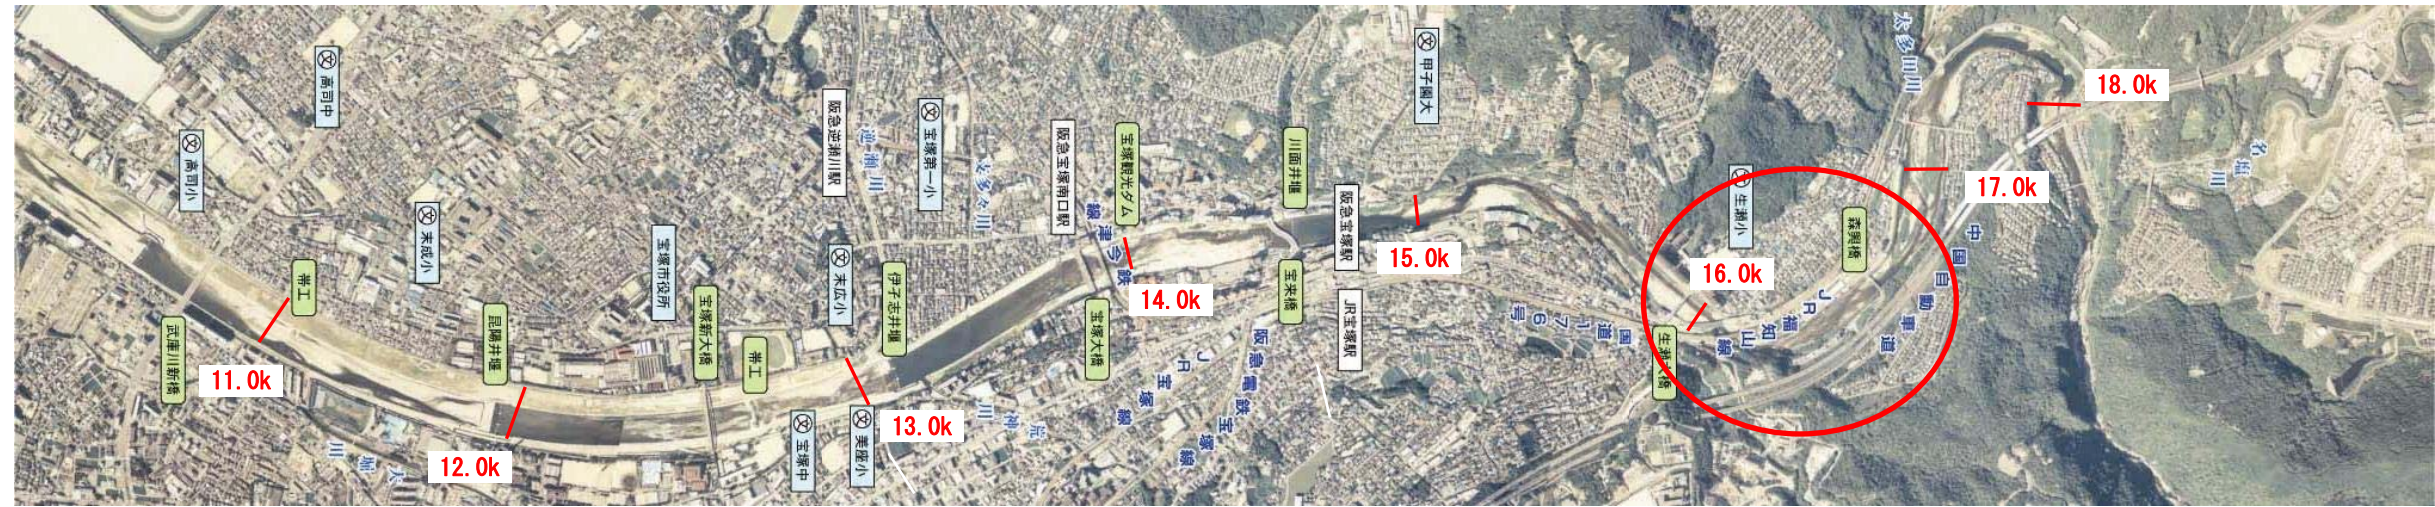 高司中
高司小
末成小
帯工
武庫川新橋
11.0k
昆陽井堰
12.0k
大堀川
宝塚市役所
宝塚新大橋
帯工
阪急逆瀬川駅
逆瀬川
宝塚第一小
支多々川
末広小
伊孑志井堰
宝塚中
美座小
13.0k
荒神川
阪急宝塚南口駅
宝塚観光ダム
鉄今津線
14.0k
宝塚大橋
JR宝塚線
阪急電鉄宝塚線
川面井堰
宝来橋
阪急宝塚駅
JR宝塚駅
甲子園大
15.0k
国道176号
生瀬小
16.0k
生瀬大橋
JR福知山線
森興橋
中国自動車道
17.0k
太多田川
18.0k
名塩川